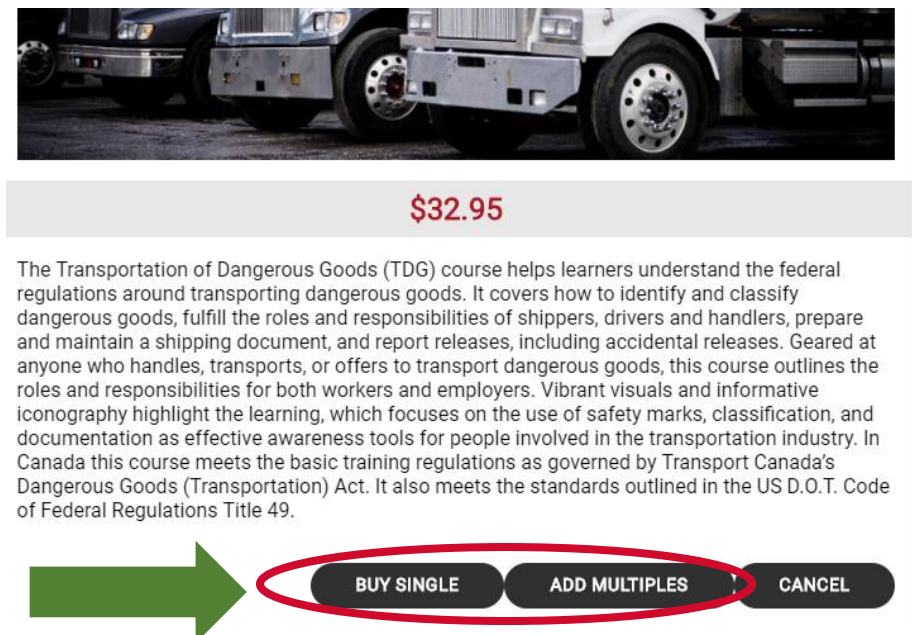 $32.95
The Transportation of Dangerous Goods (TDG) course helps learners understand the federal
regulations around transporting dangerous goods. It covers how to identify and classify
dangerous goods, fulfill the roles and responsibilities of shippers, drivers and handlers, prepare
and maintain a shipping document, and report releases, including accidental releases. Geared at
anyone who handles, transports, or offers to transport dangerous goods, this course outlines the
roles and responsibilities for both workers and employers. Vibrant visuals and informative
iconography highlight the learning, which focuses on the use of safety marks, classification, and
documentation as effective awareness tools for people involved in the transportation industry. In
Canada this course meets the basic training regulations as governed by Transport Canada's
Dangerous Goods (Transportation) Act. It also meets the standards outlined in the US D.O.T. Code
of Federal Regulations Title 49.
BUY SINGLE ADD MULTIPLES CANCEL